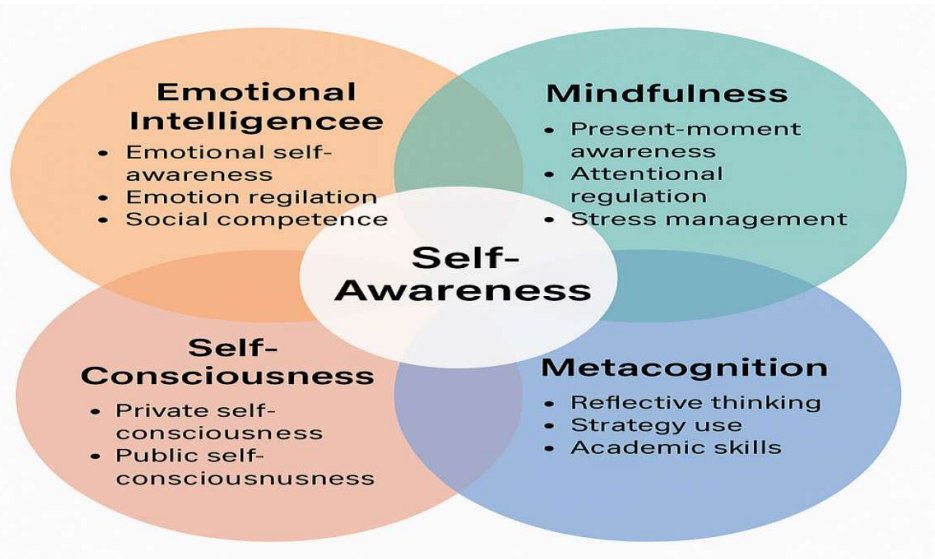 Emotional
Intelligencee
• Emotional self-
awareness
• Emotion regilation
• Social competence
Mindfulness
• Present-moment
awareness
• Attentional
regulation
• Stress management
Self-
Awareness
Self-
Consciousness
• Private self-
consciousness
• Public self-
consciousnusness
Metacognition
• Reflective thinking
• Strategy use
• Academic skills